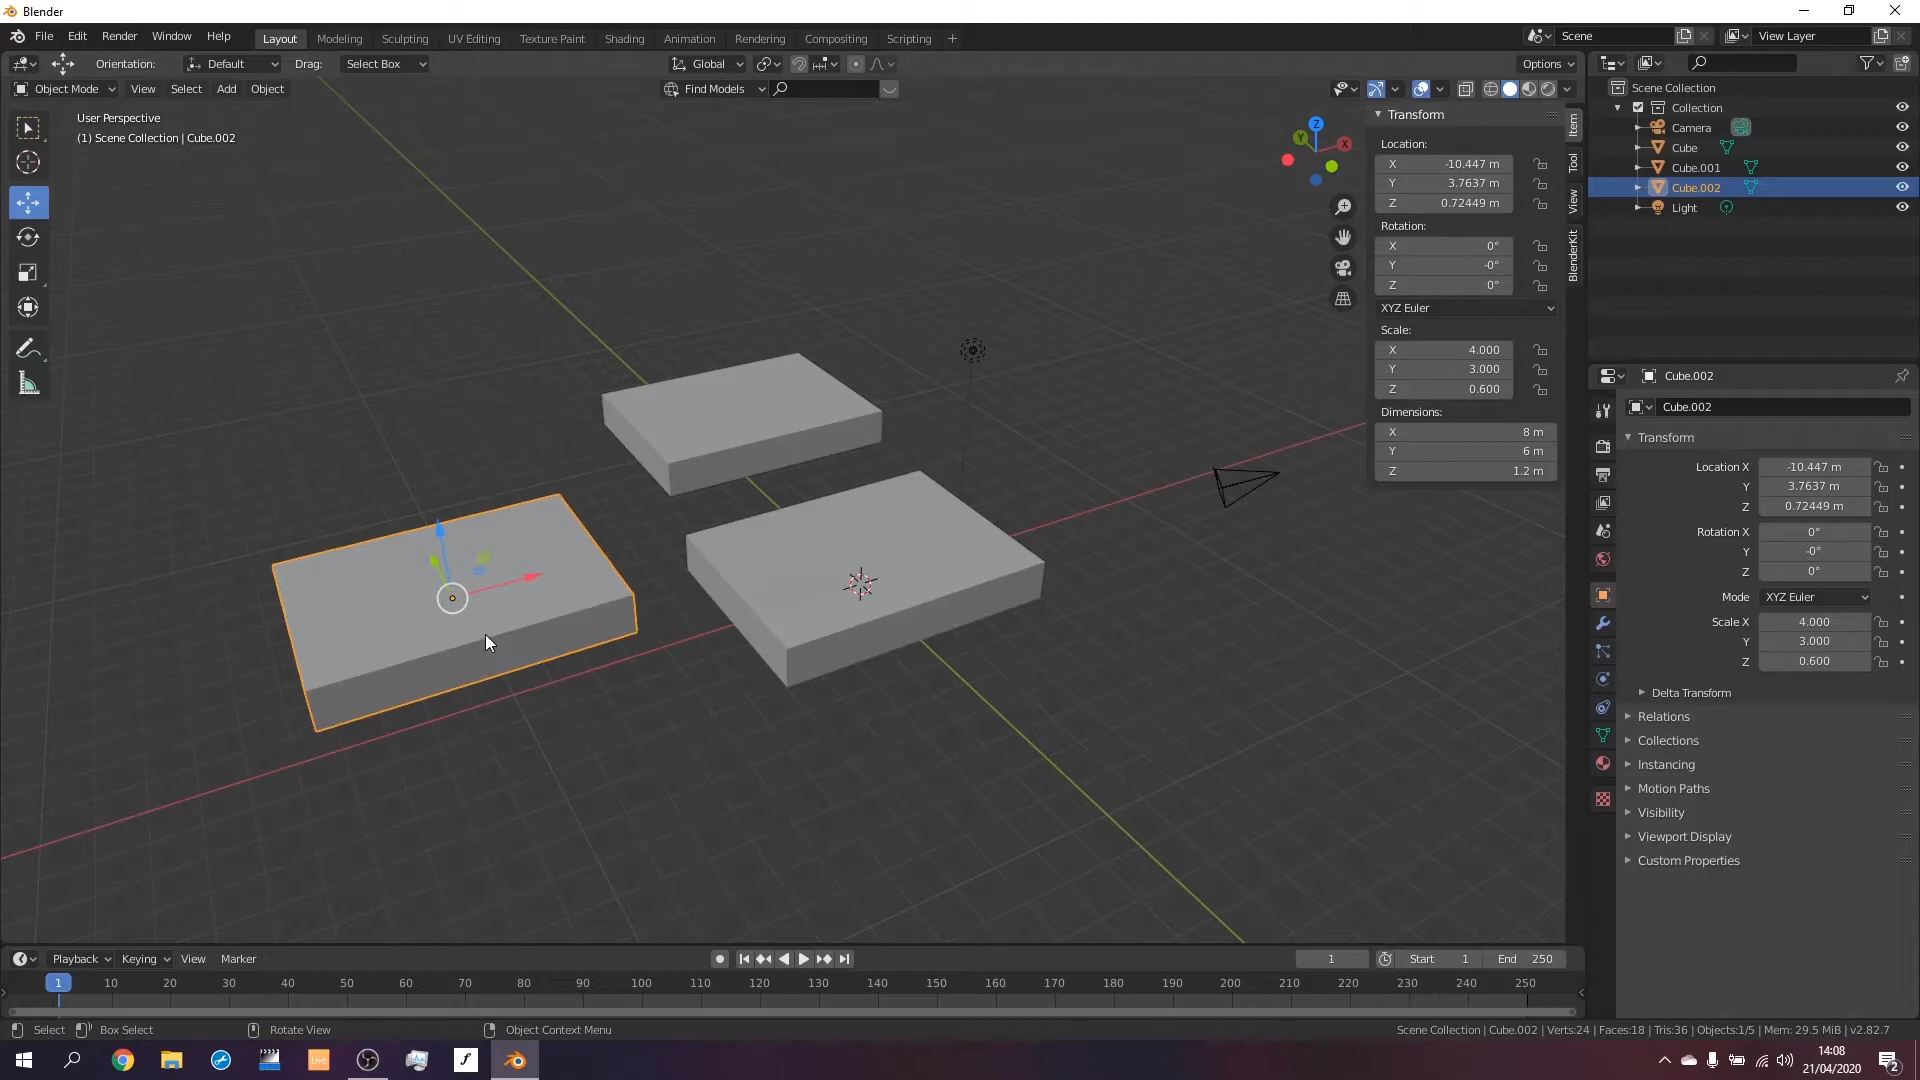 Blender
File Edit Render Window Help
Layout Modeling Sculpting UV Editing Texture Paint Shading Animation Rendering Compositing Scripting +
Scene
View Layer
Orientation: Default Drag: Select Box
Global
Options
Object Mode View Select Add Object
Find Models
User Perspective
(1) Scene Collection | Cube.002
Z
Y
X
Transform
Location:
X -10.447 m
Y 3.7637 m
Z 0.72449 m
Rotation:
X 0°
Y -0°
Z 0°
XYZ Euler
Scale:
X 4.000
Y 3.000
Z 0.600
Dimensions:
X 8 m
Y 6 m
Z 1.2 m
Item
Tool
View
BlenderKit
Scene Collection
Collection
Camera
Cube
Cube.001
Cube.002
Light
Cube.002
Cube.002
Transform
Location X -10.447 m
Y 3.7637 m
Z 0.72449 m
Rotation X 0°
Y -0°
Z 0°
Mode XYZ Euler
Scale X 4.000
Y 3.000
Z 0.600
Delta Transform
Relations
Collections
Instancing
Motion Paths
Visibility
Viewport Display
Custom Properties
Playback Keying View Marker
1 Start 1 End 250
1 10 20 30 40 50 60 70 80 90 100 110 120 130 140 150 160 170 180 190 200 210 220 230 240 250
Select Box Select Rotate View Object Context Menu
Scene Collection | Cube.002 | Verts:24 | Faces:18 | Tris:36 | Objects:1/5 | Mem: 29.5 MiB | v2.82.7
14:08
21/04/2020
2